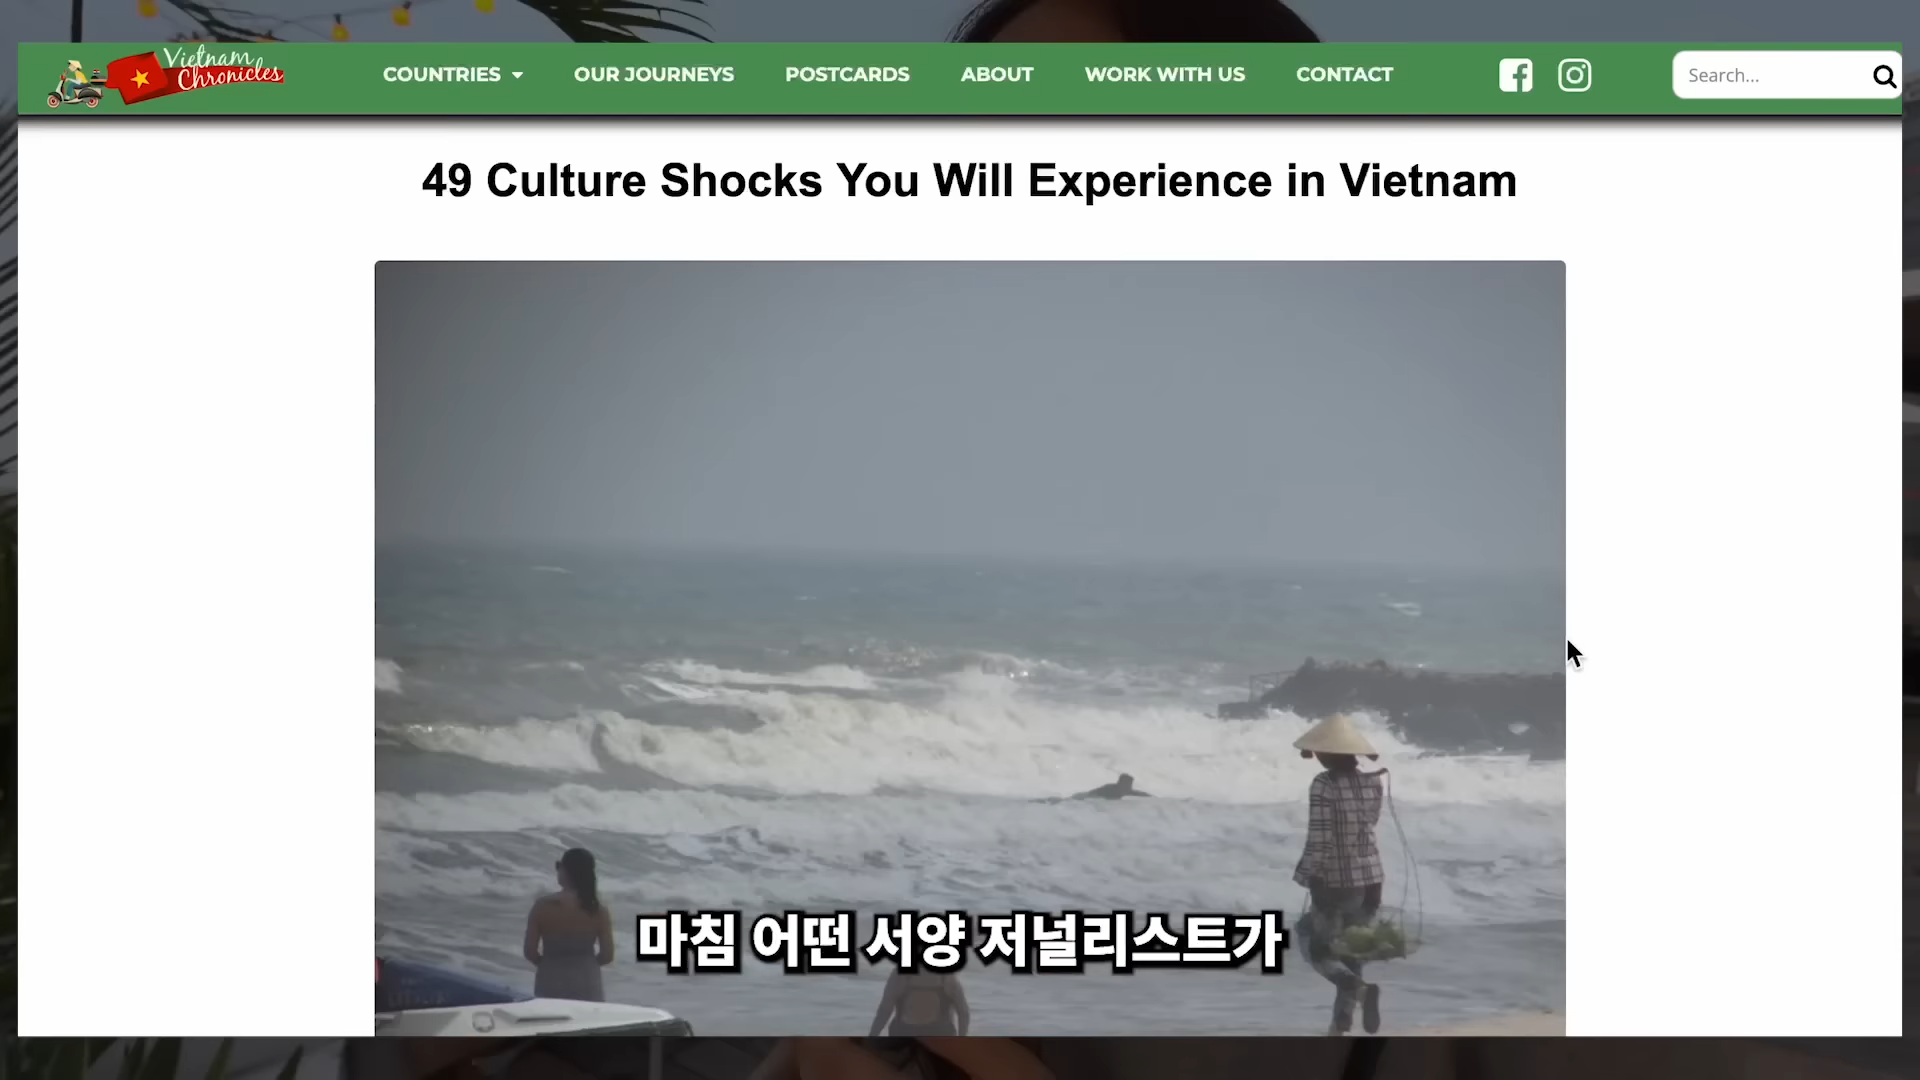 Vietnam
Chronicles
COUNTRIES
OUR JOURNEYS
POSTCARDS
ABOUT
WORK WITH US
CONTACT
Search...
49 Culture Shocks You Will Experience in Vietnam
마침 어떤 서양 저널리스트가